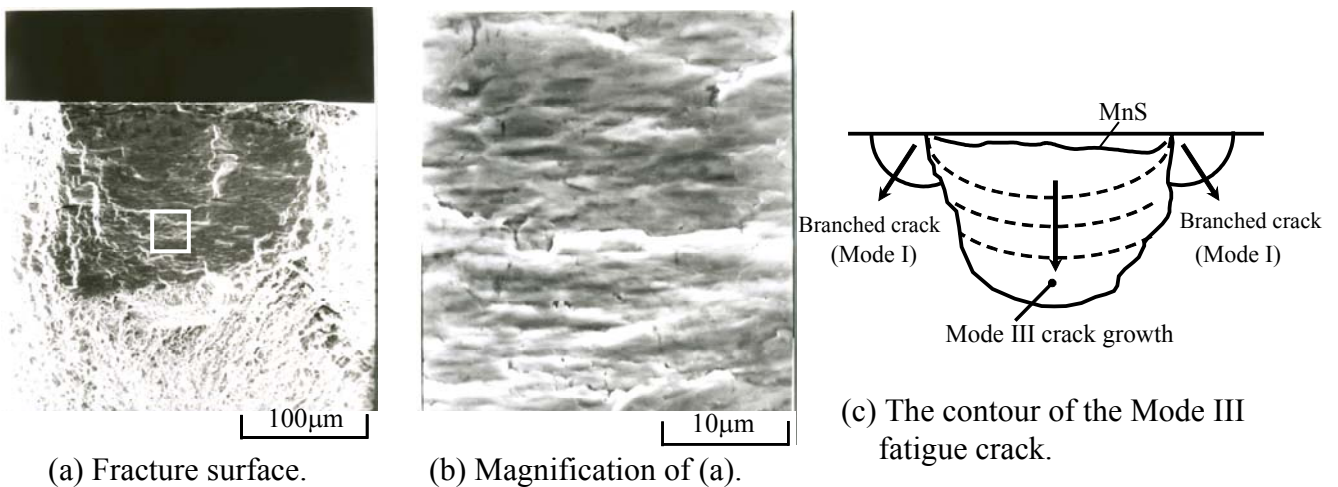 100μm
(a) Fracture surface.
10μm
(b) Magnification of (a).
MnS
Branched crack
(Mode I)
Branched crack
(Mode I)
Mode III crack growth
(c) The contour of the Mode III
fatigue crack.